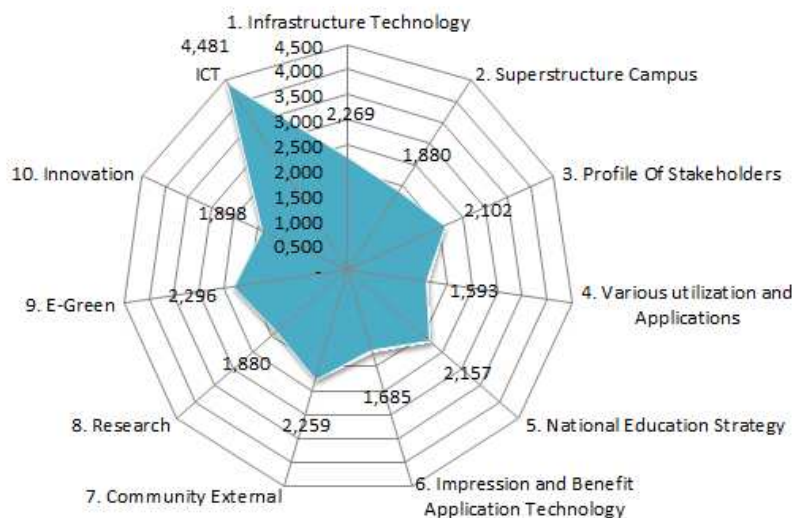 1. Infrastructure Technology
4,481
ICT
4,500
4,000
3,500
3,000
2,500
2,000
1,500
1,000
0,500
-
2,269
2. Superstructure Campus
1,880
3. Profile Of Stakeholders
2,102
4. Various utilization and
Applications
1,593
5. National Education Strategy
2,157
6. Impression and Benefit
Application Technology
1,685
7. Community External
2,259
8. Research
1,880
9. E-Green
2,296
10. Innovation
1,898